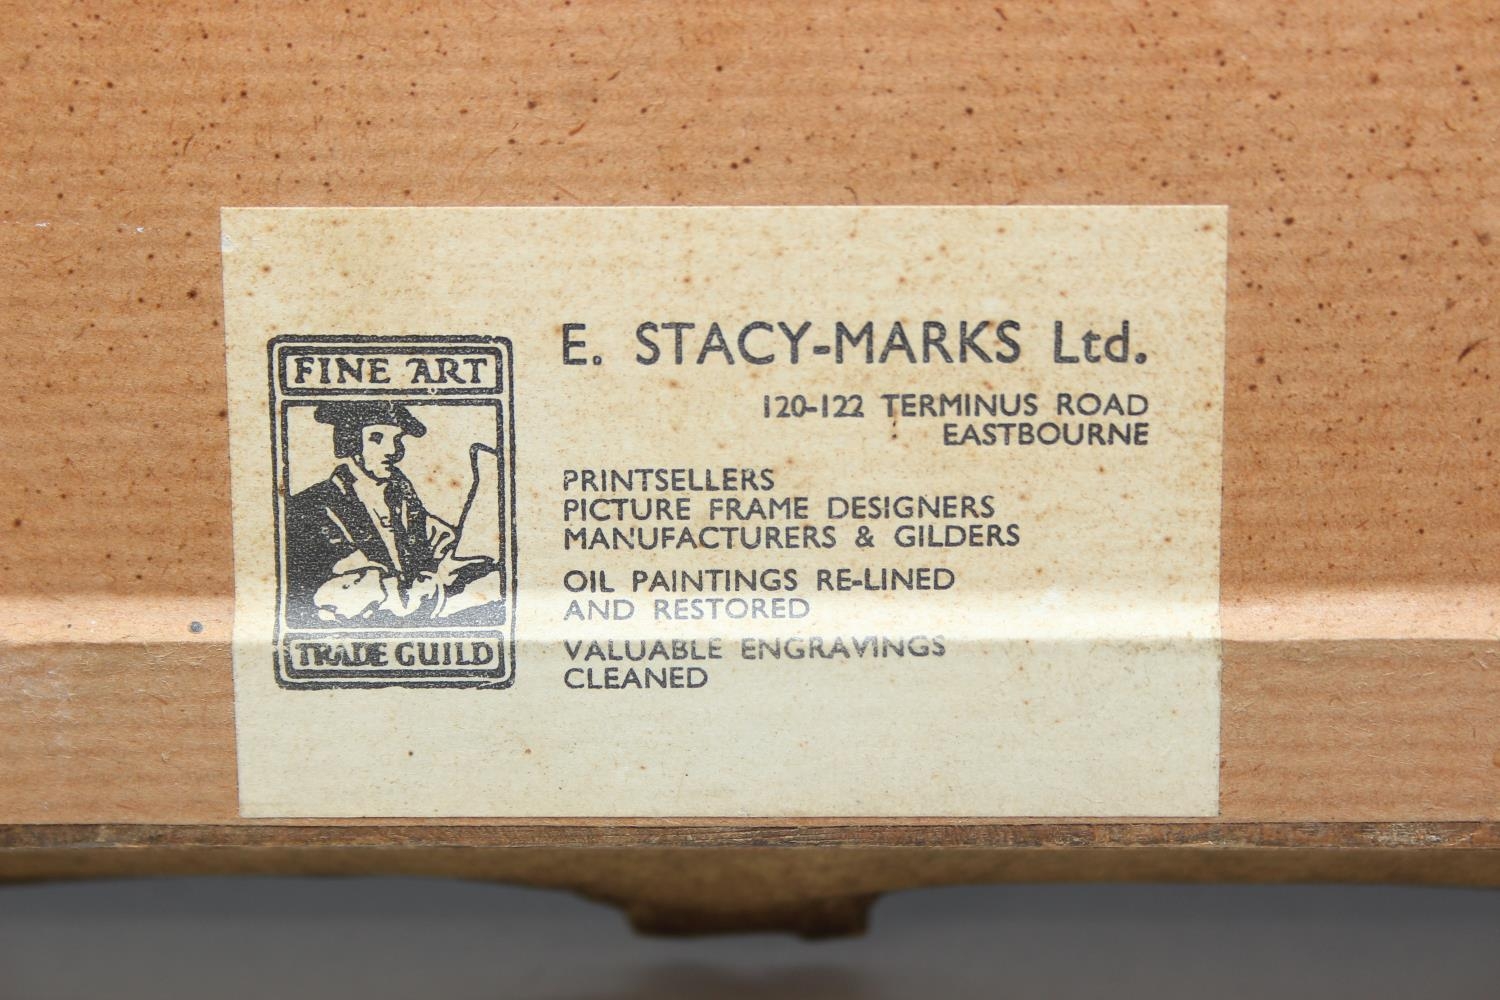 FINE ART
TRADE GUILD
E. STACY-MARKS Ltd.
120-122 TERMINUS ROAD
EASTBOURNE
PRINTSELLERS
PICTURE FRAME DESIGNERS
MANUFACTURERS & GILDERS
OIL PAINTINGS RE-LINED
AND RESTORED
VALUABLE ENGRAVINGS
CLEANED